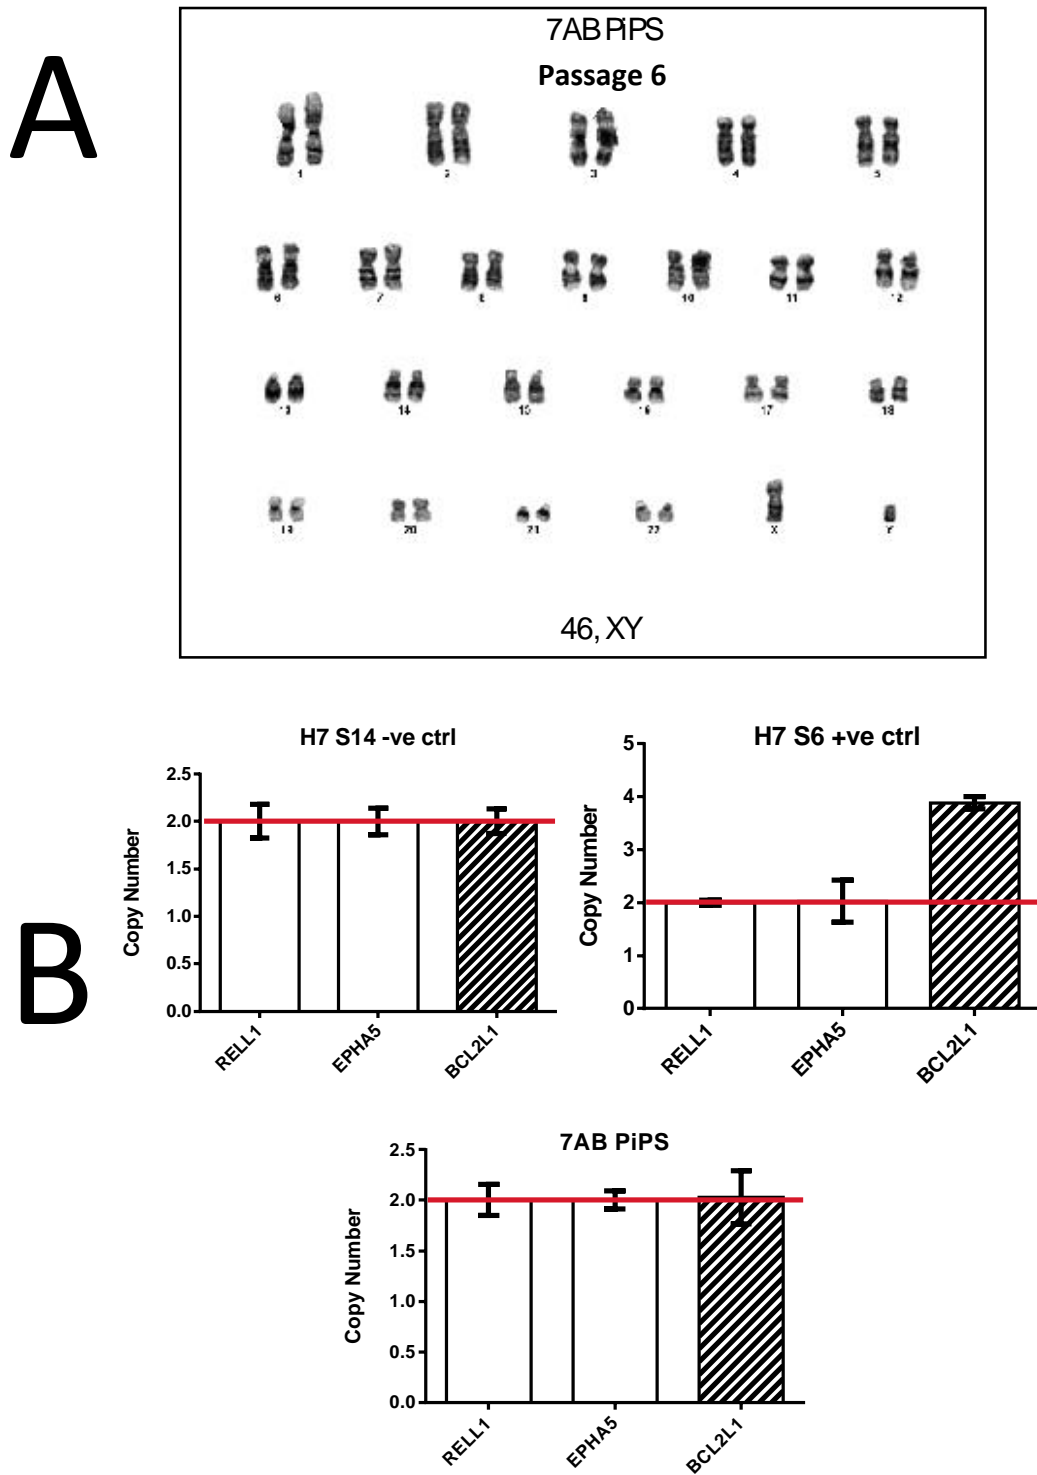 A
7AB PiPS
Passage 6
1 2 3 4 5
6 7 8 9 10 11 12
13 14 15 16 17 18
19 20 21 22 X Y
46, XY
B
H7 S14 -ve ctrl
Copy Number
2.5
2.0
1.5
1.0
0.5
0.0
RELL1
EPHA5
BCL2L1
H7 S6 +ve ctrl
Copy Number
5
4
3
2
1
0
RELL1
EPHA5
BCL2L1
7AB PiPS
Copy Number
2.5
2.0
1.5
1.0
0.5
0.0
RELL1
EPHA5
BCL2L1